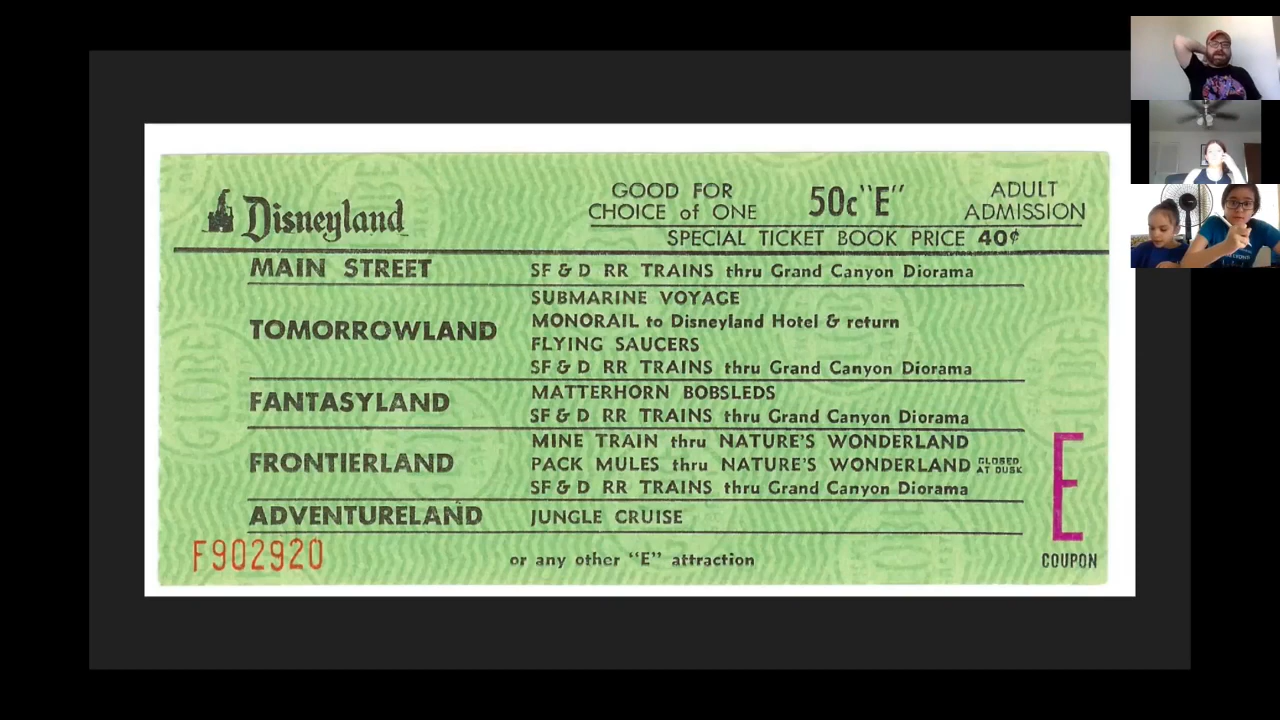 Disneyland
GOOD FOR
CHOICE of ONE
50c "E"
ADULT
ADMISSION
SPECIAL TICKET BOOK PRICE 40¢
MAIN STREET
SF & D RR TRAINS thru Grand Canyon Diorama
TOMORROWLAND
SUBMARINE VOYAGE
MONORAIL to Disneyland Hotel & return
FLYING SAUCERS
SF & D RR TRAINS thru Grand Canyon Diorama
FANTASYLAND
MATTERHORN BOBSLEDS
SF & D RR TRAINS thru Grand Canyon Diorama
FRONTIERLAND
MINE TRAIN thru NATURE'S WONDERLAND
PACK MULES thru NATURE'S WONDERLAND CLOSED AT DUSK
SF & D RR TRAINS thru Grand Canyon Diorama
ADVENTURELAND
JUNGLE CRUISE
F902920
or any other "E" attraction
E
COUPON
GLOBE